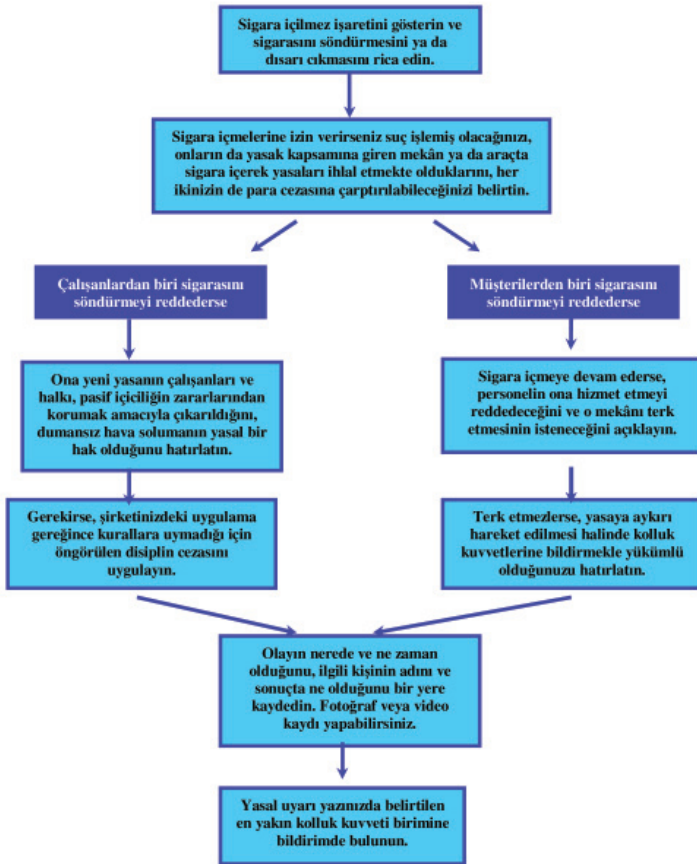 Sigara içilmez işaretini gösterin ve
sigarasını söndürmesini ya da
dısarı cıkmasını rica edin.
Sigara içmelerine izin verirseniz suç işlemiş olacağınızı,
onların da yasak kapsamına giren mekân ya da araçta
sigara içerek yasaları ihlal etmekte olduklarını, her
ikinizin de para cezasına çarptırılabileceğinizi belirtin.
Çalışanlardan biri sigarasını
söndürmeyi reddederse
Ona yeni yasanın çalışanları ve
halkı, pasif içiciliğin zararlarından
korumak amacıyla çıkarıldığını,
dumansız hava solumanın yasal bir
hak olduğunu hatırlatın.
Gerekirse, şirketinizdeki uygulama
gereğince kurallara uymadığı için
öngörülen disiplin cezasını
uygulayın.
Müşterilerden biri sigarasını
söndürmeyi reddederse
Sigara içmeye devam ederse,
personelin ona hizmet etmeyi
reddedeceğini ve o mekânı terk
etmesinin isteneceğini açıklayın.
Terk etmezlerse, yasaya aykırı
hareket edilmesi halinde kolluk
kuvvetlerine bildirmekle yükümlü
olduğunuzu hatırlatın.
Olayın nerede ve ne zaman
olduğunu, ilgili kişinin adını ve
sonuçta ne olduğunu bir yere
kaydedin. Fotoğraf veya video
kaydı yapabilirsiniz.
Yasal uyarı yazınızda belirtilen
en yakın kolluk kuvveti birimine
bildirimde bulunun.